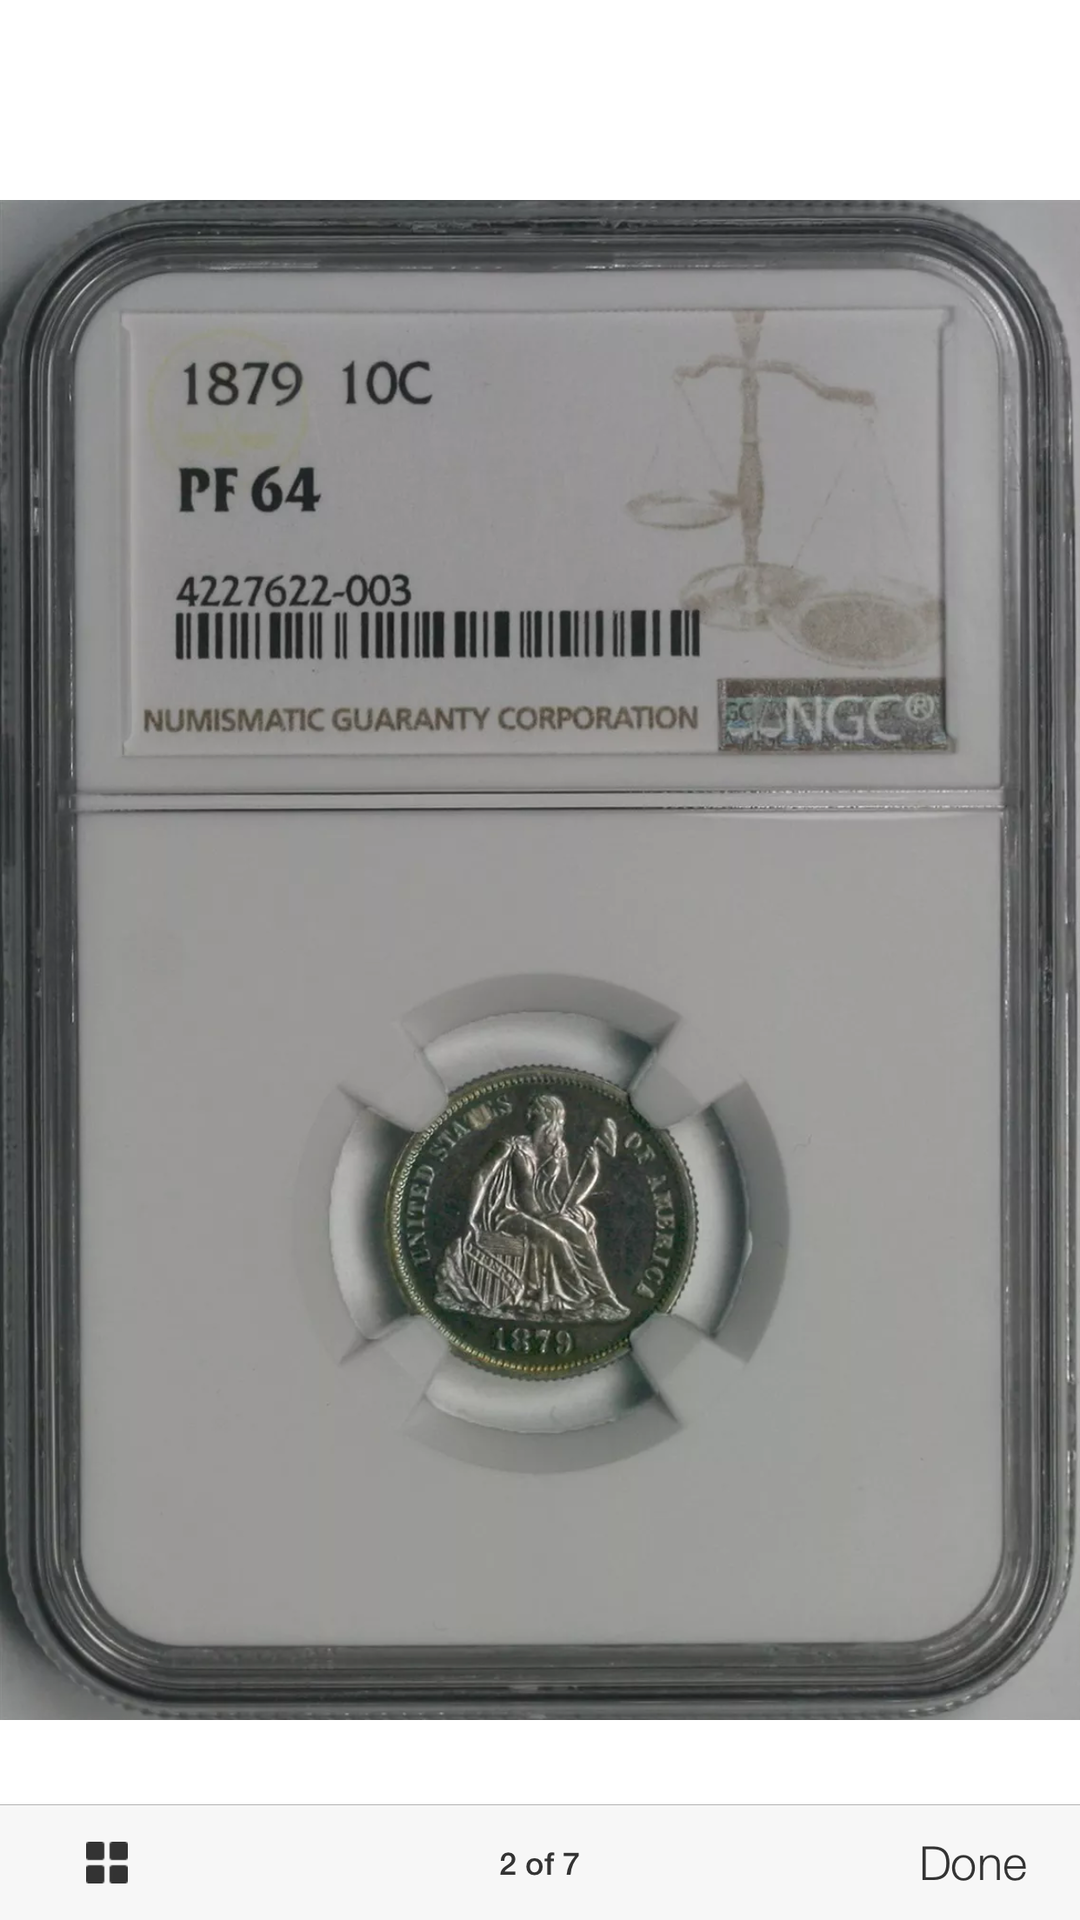 1879 10C
PF 64
4227622-003
NUMISMATIC GUARANTY CORPORATION
NGC®
UNITED STATES OF AMERICA
LIBERTY
1879
2 of 7
Done